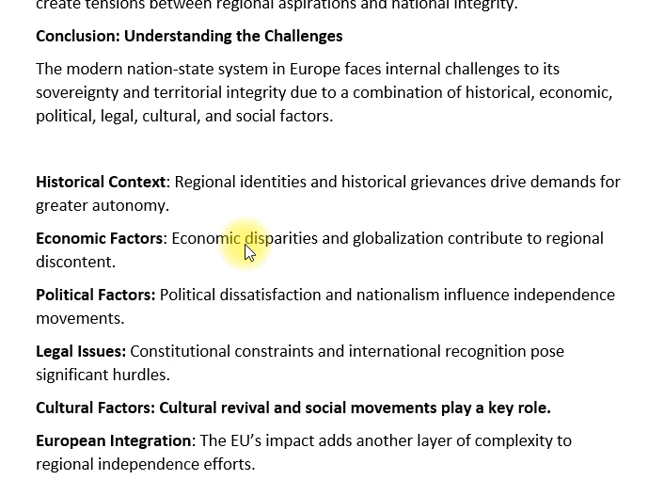 create tensions between regional aspirations and national integrity.
Conclusion: Understanding the Challenges
The modern nation-state system in Europe faces internal challenges to its
sovereignty and territorial integrity due to a combination of historical, economic,
political, legal, cultural, and social factors.
Historical Context: Regional identities and historical grievances drive demands for
greater autonomy.
Economic Factors: Economic disparities and globalization contribute to regional
discontent.
Political Factors: Political dissatisfaction and nationalism influence independence
movements.
Legal Issues: Constitutional constraints and international recognition pose
significant hurdles.
Cultural Factors: Cultural revival and social movements play a key role.
European Integration: The EU’s impact adds another layer of complexity to
regional independence efforts.